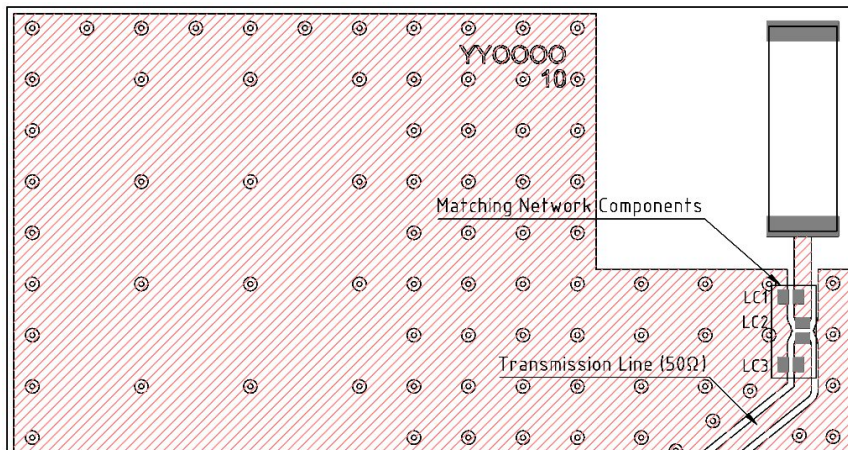 YYOOOO
10
Matching Network Components
LC1
LC2
LC3
Transmission Line (50Ω)